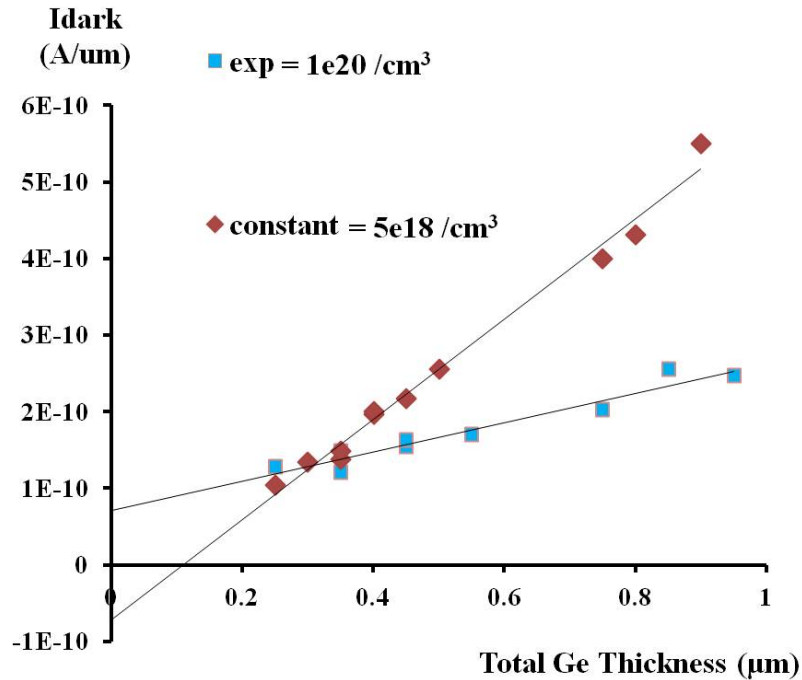 Idark
(A/um)
exp = 1e20 /cm³
6E-10
5E-10
constant = 5e18 /cm³
4E-10
3E-10
2E-10
1E-10
0
0 0.2 0.4 0.6 0.8 1
-1E-10
Total Ge Thickness (μm)